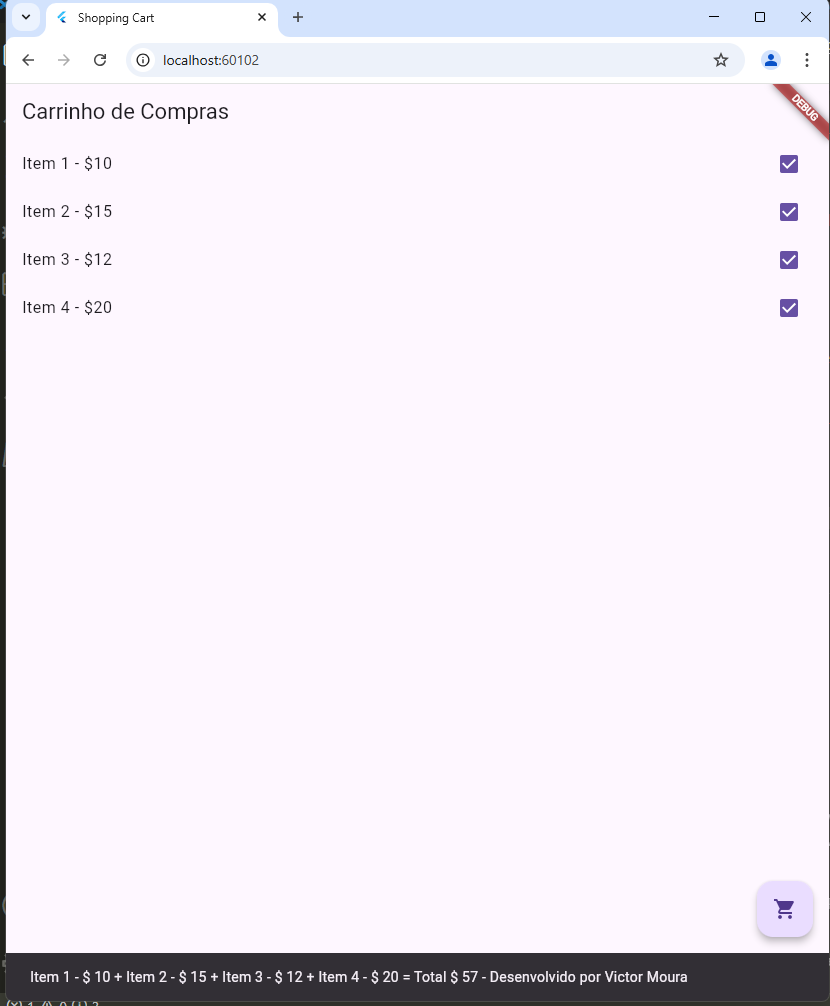 Shopping Cart
localhost:60102
DEBUG
Carrinho de Compras
Item 1 - $10
Item 2 - $15
Item 3 - $12
Item 4 - $20
Item 1 - $ 10 + Item 2 - $ 15 + Item 3 - $ 12 + Item 4 - $ 20 = Total $ 57 - Desenvolvido por Victor Moura